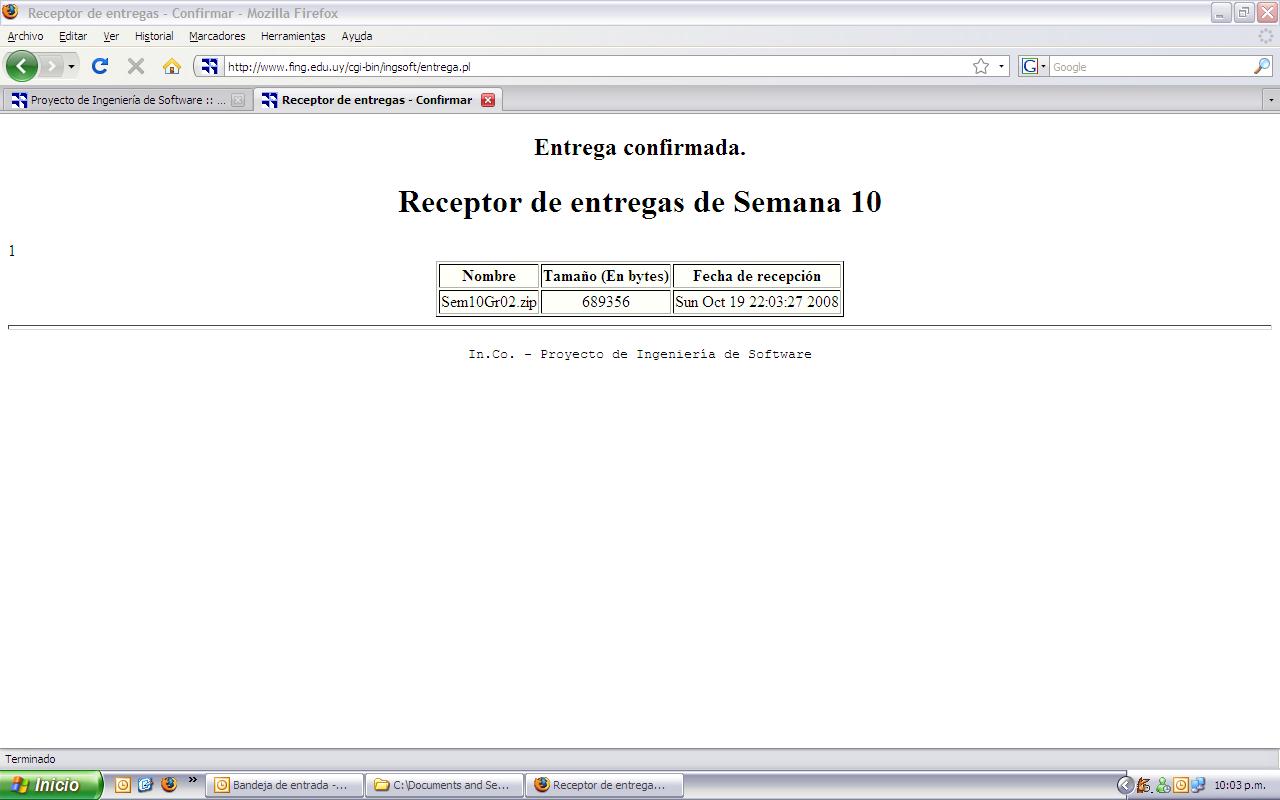 Receptor de entregas - Confirmar - Mozilla Firefox
Archivo Editar Ver Historial Marcadores Herramientas Ayuda
http://www.fing.edu.uy/cgi-bin/ingsoft/entrega.pl G Google
Proyecto de Ingeniería de Software :: ... Receptor de entregas - Confirmar
Entrega confirmada.
Receptor de entregas de Semana 10
1
Nombre Tamaño (En bytes) Fecha de recepción
Sem10Gr02.zip 689356 Sun Oct 19 22:03:27 2008
In.Co. - Proyecto de Ingeniería de Software
Terminado
Inicio Bandeja de entrada -... C:\Documents and Se... Receptor de entrega... 10:03 p.m.